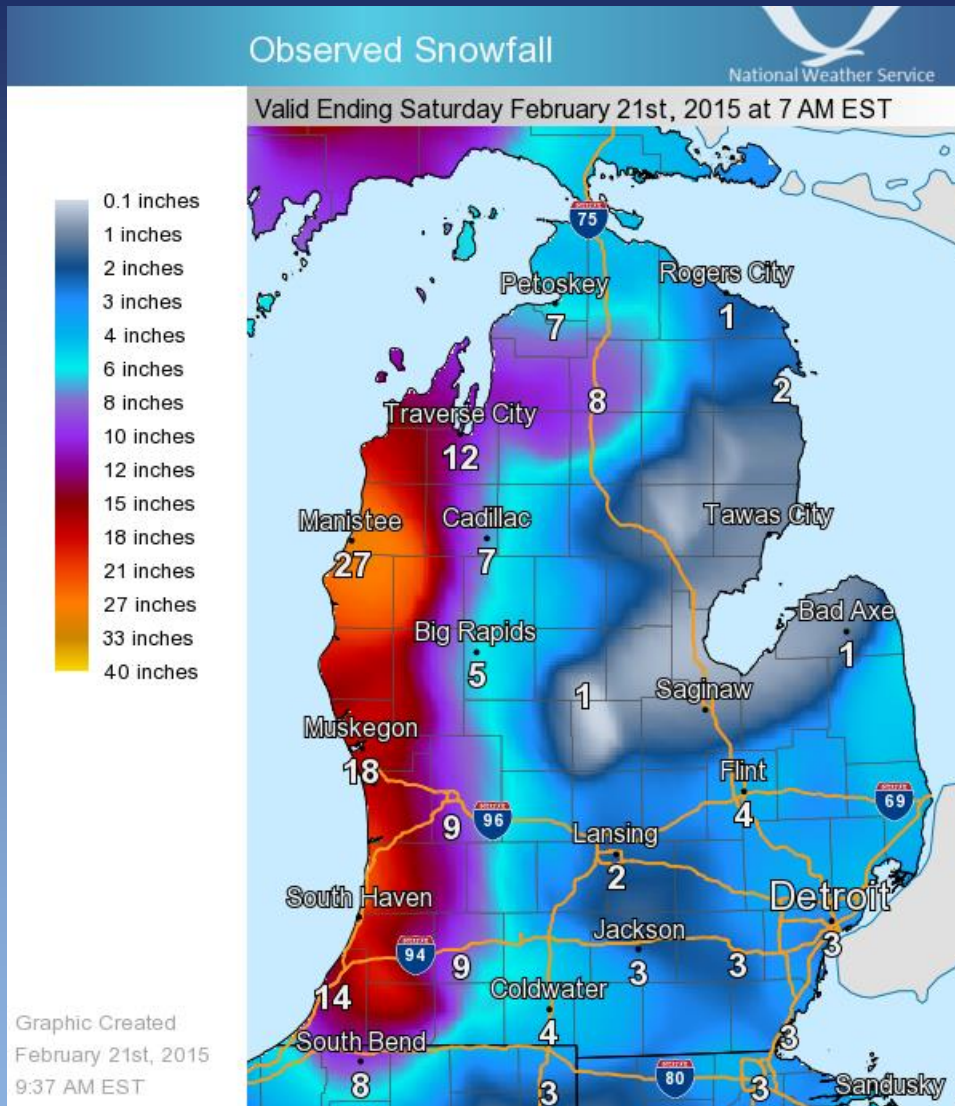 Observed Snowfall
National Weather Service
Valid Ending Saturday February 21st, 2015 at 7 AM EST
0.1 inches
1 inches
2 inches
3 inches
4 inches
6 inches
8 inches
10 inches
12 inches
15 inches
18 inches
21 inches
27 inches
33 inches
40 inches
75
Petoskey
7
Rogers City
1
8
2
Traverse City
12
Manistee
27
Cadillac
7
Tawas City
Big Rapids
5
Bad Axe
1
1
Saginaw
Muskegon
18
Flint
4
69
9
96
Lansing
2
South Haven
Detroit
3
94
9
Jackson
3
3
14
Coldwater
4
3
South Bend
8
3
80
3
Sandusky
Graphic Created
February 21st, 2015
9:37 AM EST